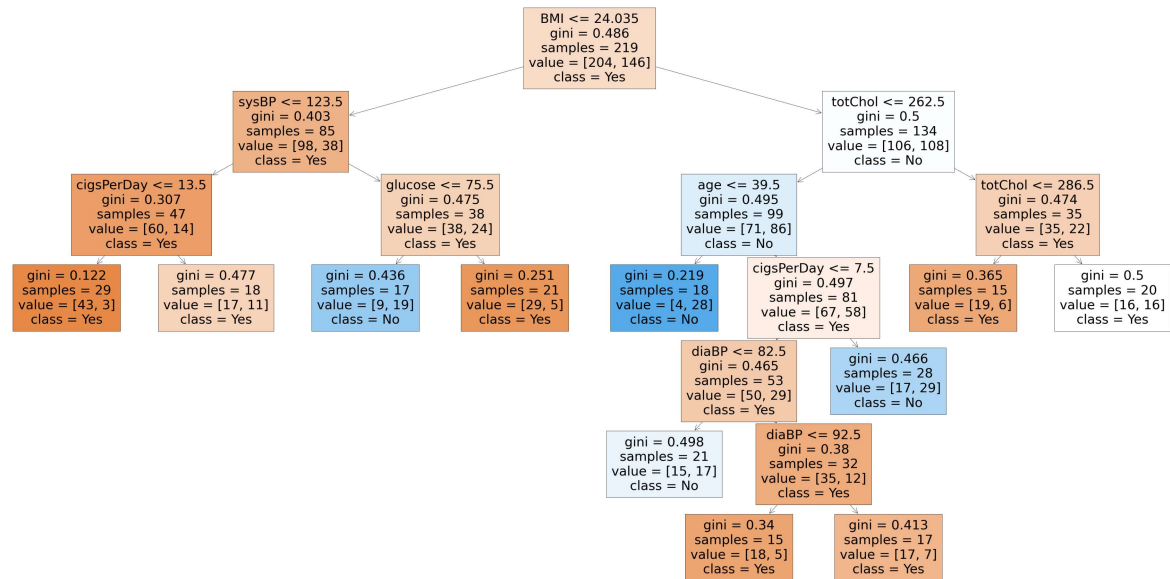 BMI <= 24.035
gini = 0.486
samples = 219
value = [204, 146]
class = Yes
sysBP <= 123.5
gini = 0.403
samples = 85
value = [98, 38]
class = Yes
totChol <= 262.5
gini = 0.5
samples = 134
value = [106, 108]
class = No
cigsPerDay <= 13.5
gini = 0.307
samples = 47
value = [60, 14]
class = Yes
glucose <= 75.5
gini = 0.475
samples = 38
value = [38, 24]
class = Yes
age <= 39.5
gini = 0.495
samples = 99
value = [71, 86]
class = No
totChol <= 286.5
gini = 0.474
samples = 35
value = [35, 22]
class = Yes
gini = 0.122
samples = 29
value = [43, 3]
class = Yes
gini = 0.477
samples = 18
value = [17, 11]
class = Yes
gini = 0.436
samples = 17
value = [9, 19]
class = No
gini = 0.251
samples = 21
value = [29, 5]
class = Yes
gini = 0.219
samples = 18
value = [4, 28]
class = No
cigsPerDay <= 7.5
gini = 0.497
samples = 81
value = [67, 58]
class = Yes
gini = 0.365
samples = 15
value = [19, 6]
class = Yes
gini = 0.5
samples = 20
value = [16, 16]
class = Yes
diaBP <= 82.5
gini = 0.465
samples = 53
value = [50, 29]
class = Yes
gini = 0.466
samples = 28
value = [17, 29]
class = No
gini = 0.498
samples = 21
value = [15, 17]
class = No
diaBP <= 92.5
gini = 0.38
samples = 32
value = [35, 12]
class = Yes
gini = 0.34
samples = 15
value = [18, 5]
class = Yes
gini = 0.413
samples = 17
value = [17, 7]
class = Yes